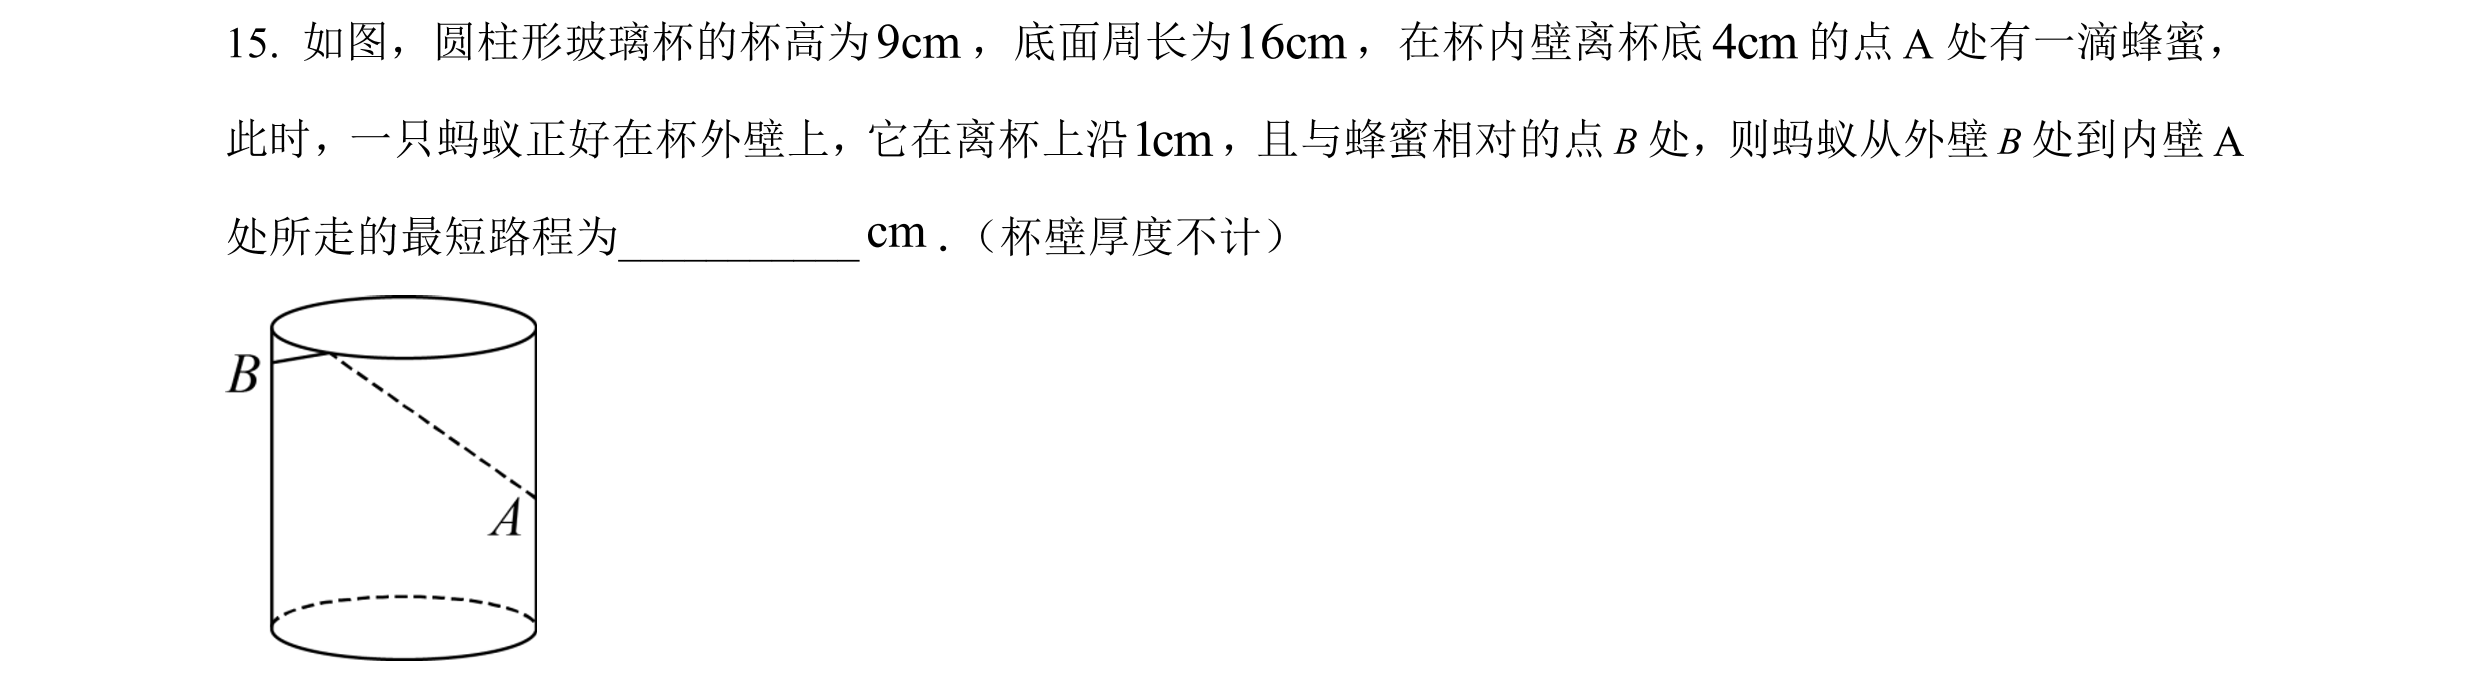 15. 如图，圆柱形玻璃杯的杯高为9cm，底面周长为16cm，在杯内壁离杯底4cm的点A处有一滴蜂蜜，
此时，一只蚂蚁正好在杯外壁上，它在离杯上沿1cm，且与蜂蜜相对的点B处，则蚂蚁从外壁B处到内壁A
处所走的最短路程为___________cm．（杯壁厚度不计）
B
A